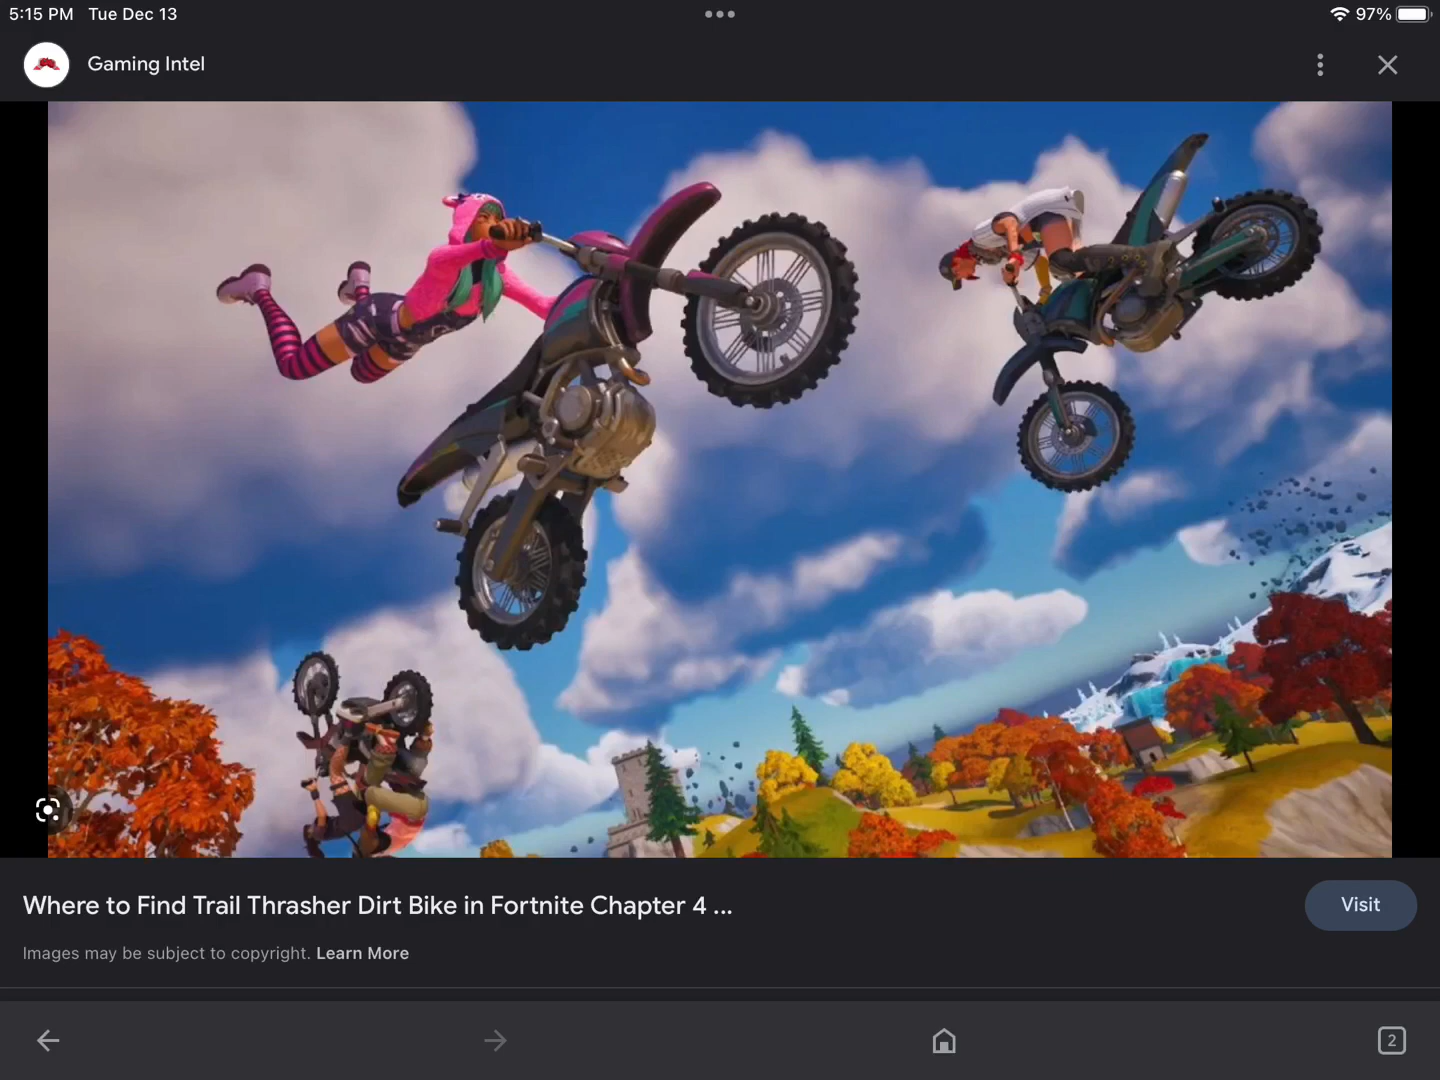 5:15 PM Tue Dec 13
97%
Gaming Intel
Where to Find Trail Thrasher Dirt Bike in Fortnite Chapter 4 ...
Visit
Images may be subject to copyright. Learn More
2